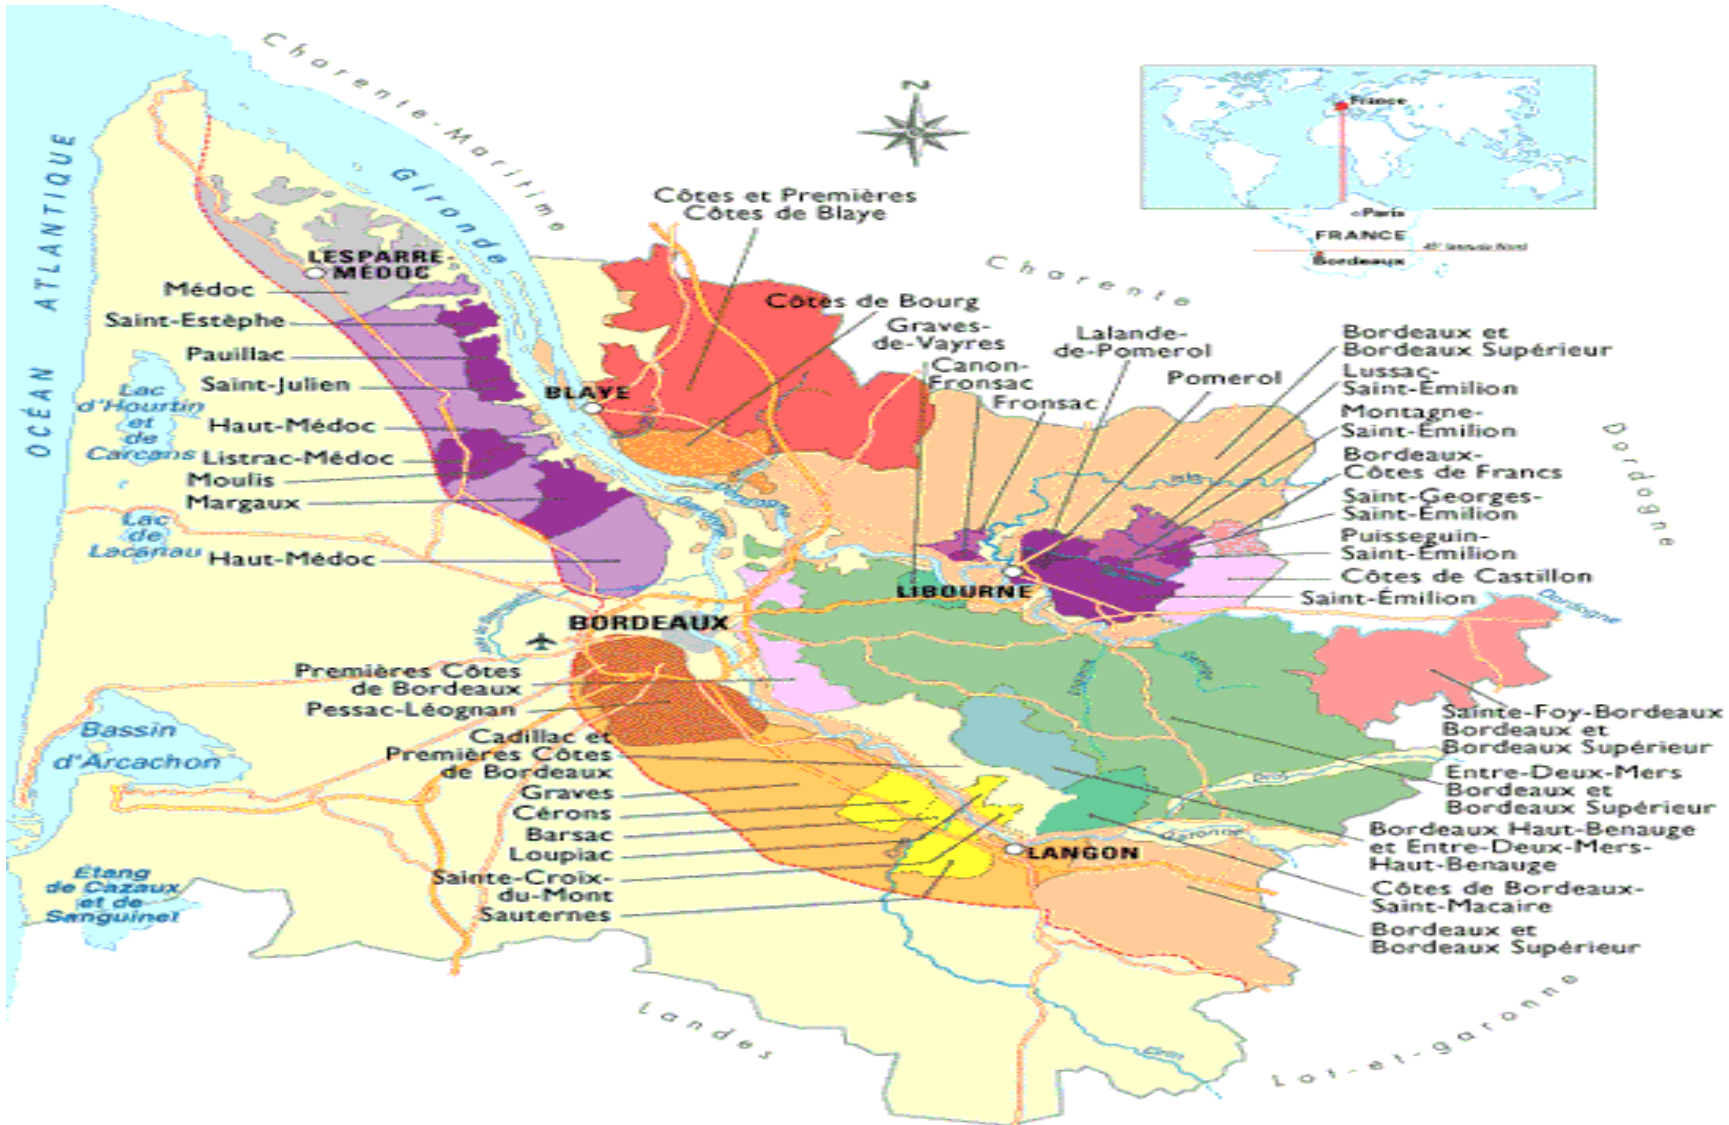 Charente-Maritime
N
France
Paris
FRANCE
Bordeaux
OCÉAN ATLANTIQUE
Gironde
Côtes et Premières
Côtes de Blaye
Charente
LESPARRE-
MÉDOC
Médoc
Saint-Estèphe
Pauillac
Saint-Julien
Haut-Médoc
Listrac-Médoc
Moulis
Margaux
Haut-Médoc
Lac
d'Hourtin
et
de
Carcans
Lac
de
Lacanau
BLAYE
Côtes de Bourg
Graves-
de-Vayres
Canon-
Fronsac
Fronsac
Lalande-
de-Pomerol
Pomerol
Bordeaux et
Bordeaux Supérieur
Lussac-
Saint-Émilion
Montagne-
Saint-Émilion
Bordeaux-
Côtes de Francs
Saint-Georges-
Saint-Émilion
Puisseguin-
Saint-Émilion
Côtes de Castillon
Saint-Émilion
Dordogne
Isle
LIBOURNE
Dordogne
BORDEAUX
Premières Côtes
de Bordeaux
Pessac-Léognan
Cadillac et
Premières Côtes
de Bordeaux
Graves
Cérons
Barsac
Loupiac
Sainte-Croix-
du-Mont
Sauternes
Bassin
d'Arcachon
Étang
de Cazaux
et de
Sanguinet
Sainte-Foy-Bordeaux
Bordeaux et
Bordeaux Supérieur
Entre-Deux-Mers
Bordeaux et
Bordeaux Supérieur
Bordeaux Haut-Benauge
et Entre-Deux-Mers-
Haut-Benauge
Côtes de Bordeaux-
Saint-Macaire
Bordeaux et
Bordeaux Supérieur
Garonne
LANGON
Landes
Lot-et-garonne